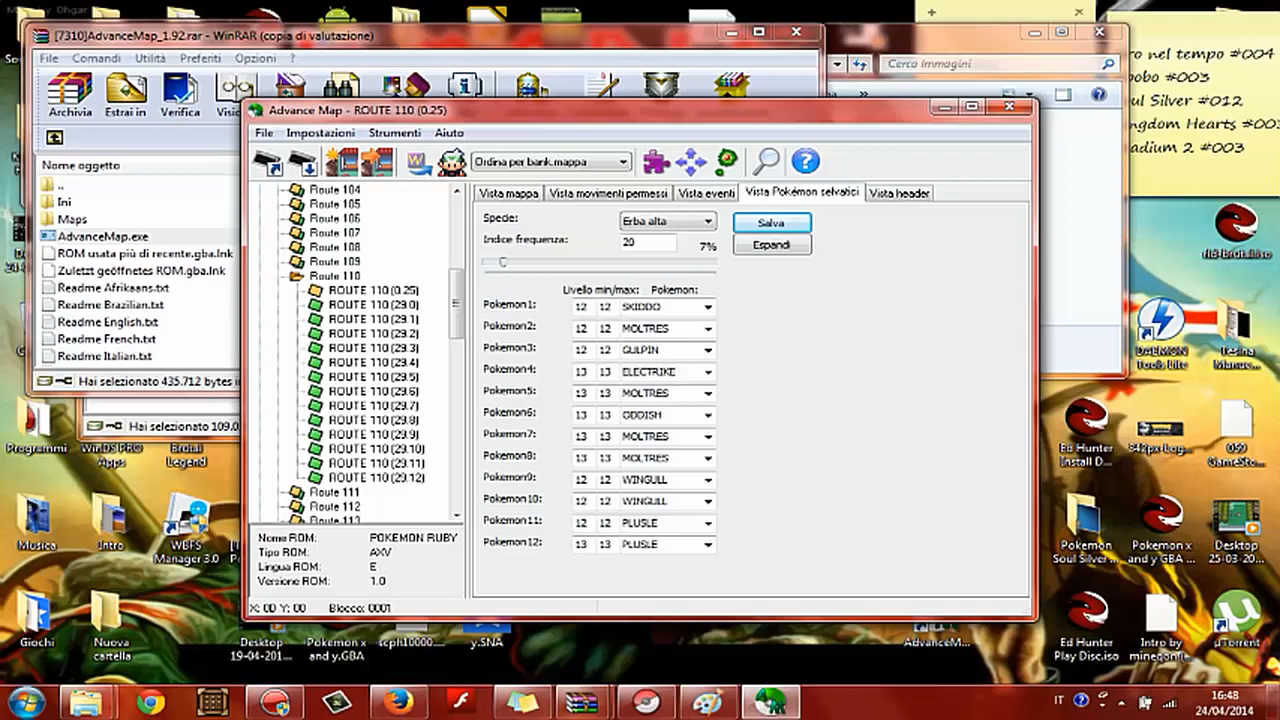 [7310]AdvanceMap_1.92.rar - WinRAR (copia di valutazione)
File Comandi Utilità Preferiti Opzioni ?
Archivia Estrai in Verifica
Nome oggetto
..
Ini
Maps
AdvanceMap.exe
ROM usata più di recente.gba.lnk
Zuletzt geöffnetes ROM.gba.lnk
Readme Afrikaans.txt
Readme Brazilian.txt
Readme English.txt
Readme French.txt
Readme Italian.txt
Hai selezionato 435.712 bytes
Hai selezionato 109.0
Cerca Immagini
ro nel tempo #004
#003
ul Silver #012
ngdom Hearts #003
adium 2 #003
Advance Map - ROUTE 110 (0.25)
File Impostazioni Strumenti Aiuto
Ordina per bank.mappa
Route 104
Route 105
Route 106
Route 107
Route 108
Route 109
Route 110
ROUTE 110 (0.25)
ROUTE 110 (29.0)
ROUTE 110 (29.1)
ROUTE 110 (29.2)
ROUTE 110 (29.3)
ROUTE 110 (29.4)
ROUTE 110 (29.5)
ROUTE 110 (29.6)
ROUTE 110 (29.7)
ROUTE 110 (29.8)
ROUTE 110 (29.9)
ROUTE 110 (29.10)
ROUTE 110 (29.11)
ROUTE 110 (29.12)
Route 111
Route 112
Route 113
Nome ROM: POKEMON RUBY
Tipo ROM: AXV
Lingua ROM: E
Versione ROM: 1.0
X: 00 Y: 00 Blocco: 0001
Vista mappa Vista movimenti permessi Vista eventi Vista Pokémon selvatici Vista header
Specie: Erba alta Salva
Indice frequenza: 20 7% Espandi
Livello min/max: Pokemon:
Pokemon1: 12 12 SKIDDO
Pokemon2: 12 12 MOLTRES
Pokemon3: 12 12 GULPIN
Pokemon4: 13 13 ELECTRIKE
Pokemon5: 13 13 MOLTRES
Pokemon6: 13 13 ODDISH
Pokemon7: 13 13 MOLTRES
Pokemon8: 13 13 MOLTRES
Pokemon9: 12 12 WINGULL
Pokemon10: 12 12 WINGULL
Pokemon11: 12 12 PLUSLE
Pokemon12: 13 13 PLUSLE
DAEMON Tools Lite
Tesina Manuc...
Programmi
WinDS PRO Apps
Brutal Legend
Ed Hunter Install D...
842px-Log...
059 GameSto...
Musica
Intro
WBFS Manager 3.0
Pokemon Soul Silver ...
Pokemon x and y GBA ...
Desktop 25-03-20...
Giochi
Nuova cartella
Desktop 19-04-201...
Pokemon x and y.GBA
scph10000....
y.SNA
AdvanceM...
Ed Hunter Play Disc.iso
Intro by minegon...
µTorrent
IT
16:48
24/04/2014